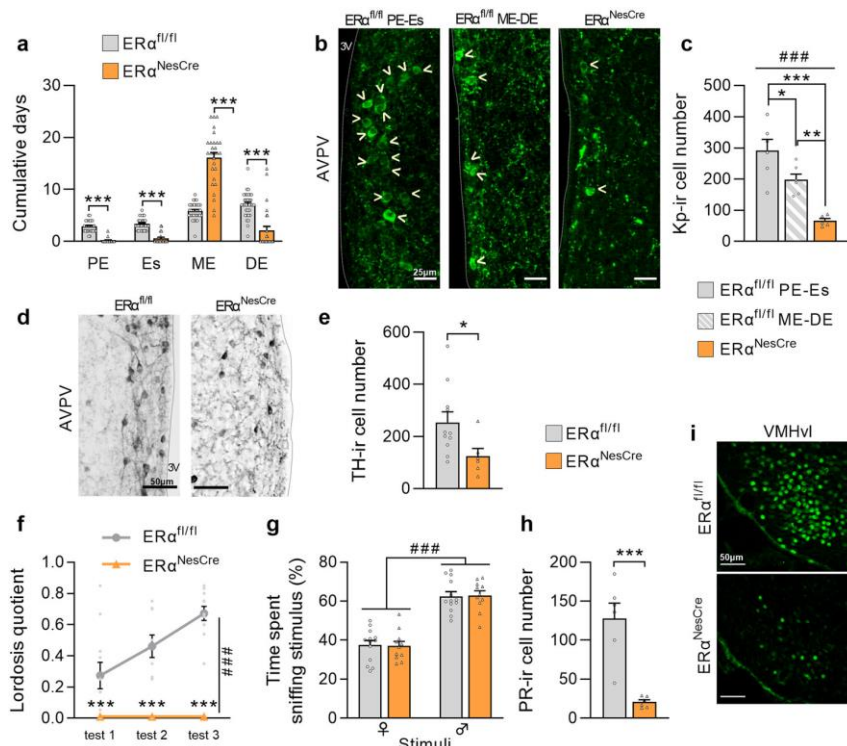 a
ERα^fl/fl
ERα^NesCre
Cumulative days
30
20
10
0
***
***
***
***
PE
Es
ME
DE
b
ERα^fl/fl PE-Es
ERα^fl/fl ME-DE
ERα^NesCre
3V
AVPV
25µm
c
###
***
*
**
Kp-ir cell number
500
400
300
200
100
0
ERα^fl/fl PE-Es
ERα^fl/fl ME-DE
ERα^NesCre
d
ERα^fl/fl
ERα^NesCre
AVPV
3V
50µm
e
TH-ir cell number
600
400
200
0
*
ERα^fl/fl
ERα^NesCre
f
ERα^fl/fl
ERα^NesCre
Lordosis quotient
1.0
0.8
0.6
0.4
0.2
0.0
***
***
***
###
test 1
test 2
test 3
g
Time spent
sniffing stimulus (%)
80
60
40
20
0
###
♀
♂
Stimuli
h
PR-ir cell number
200
150
100
50
0
***
i
VMHvl
ERα^fl/fl
50µm
ERα^NesCre